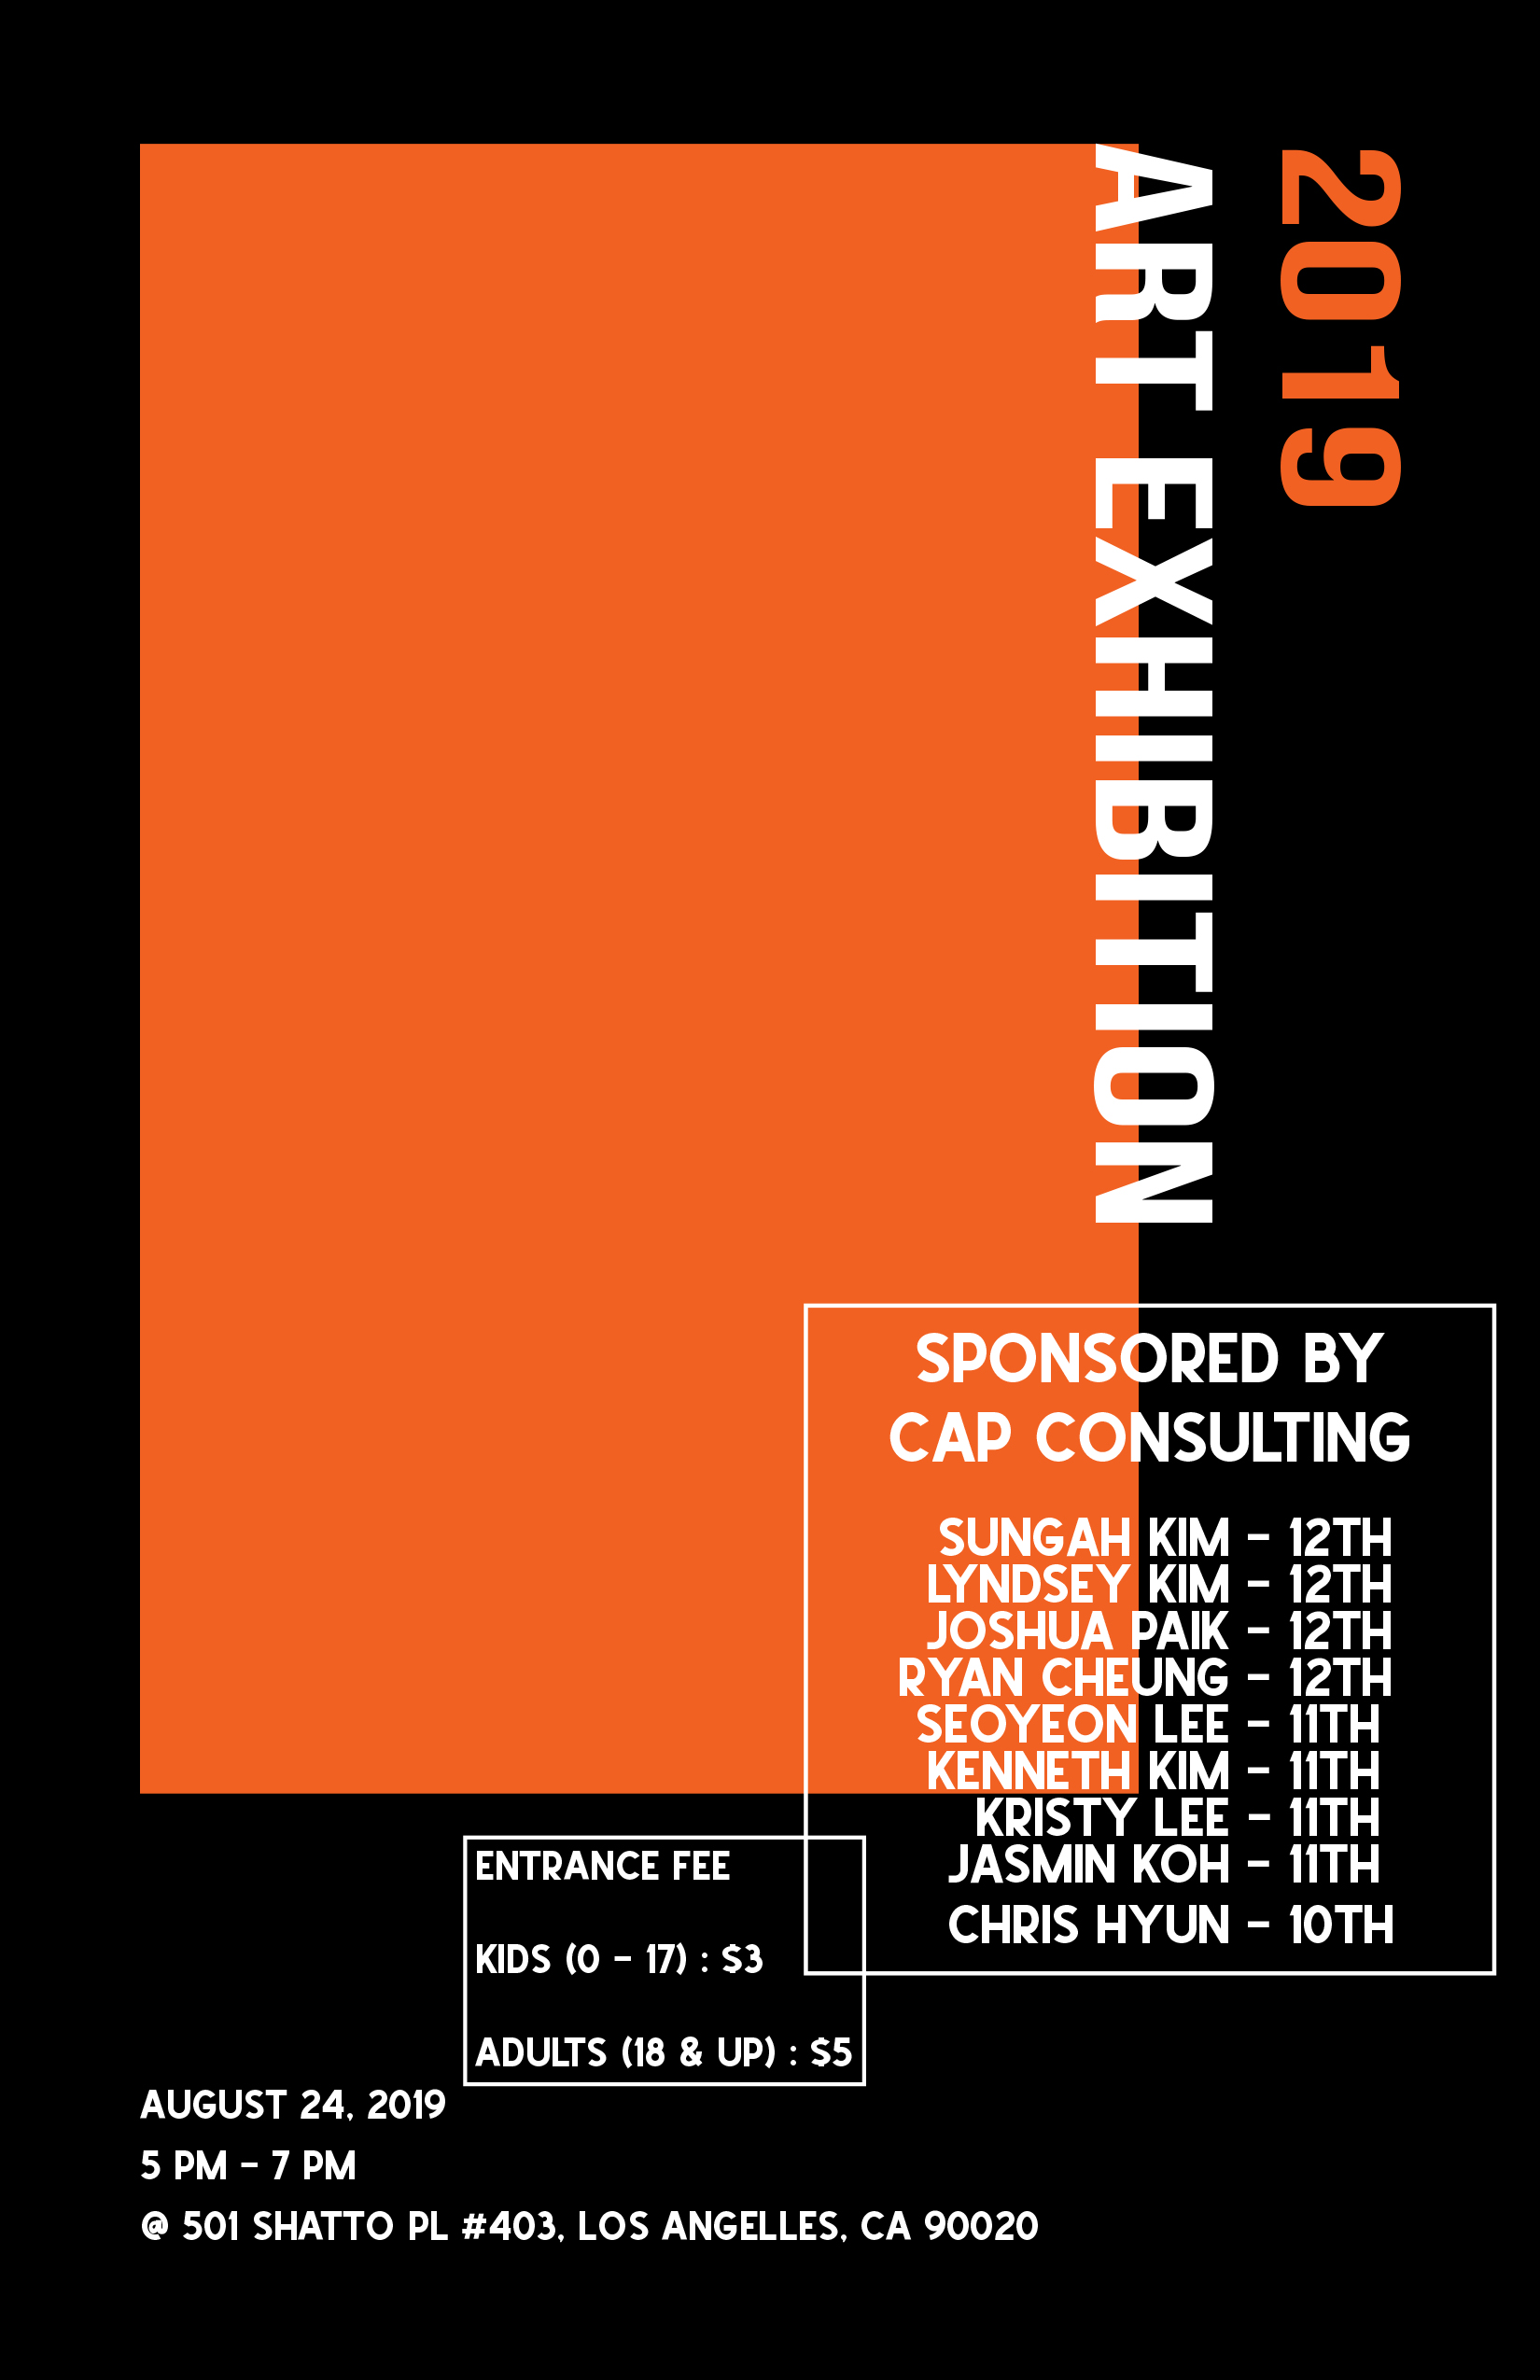 2019
ART EXHIBITION
SPONSORED BY
CAP CONSULTING
SUNGAH KIM - 12TH
LYNDSEY KIM - 12TH
JOSHUA PAIK - 12TH
RYAN CHEUNG - 12TH
SEOYEON LEE - 11TH
KENNETH KIM - 11TH
KRISTY LEE - 11TH
JASMIN KOH - 11TH
CHRIS HYUN - 10TH
ENTRANCE FEE
KIDS (0 - 17) : $3
ADULTS (18 & UP) : $5
AUGUST 24, 2019
5 PM - 7 PM
@ 501 SHATTO PL #403, LOS ANGELLES, CA 90020